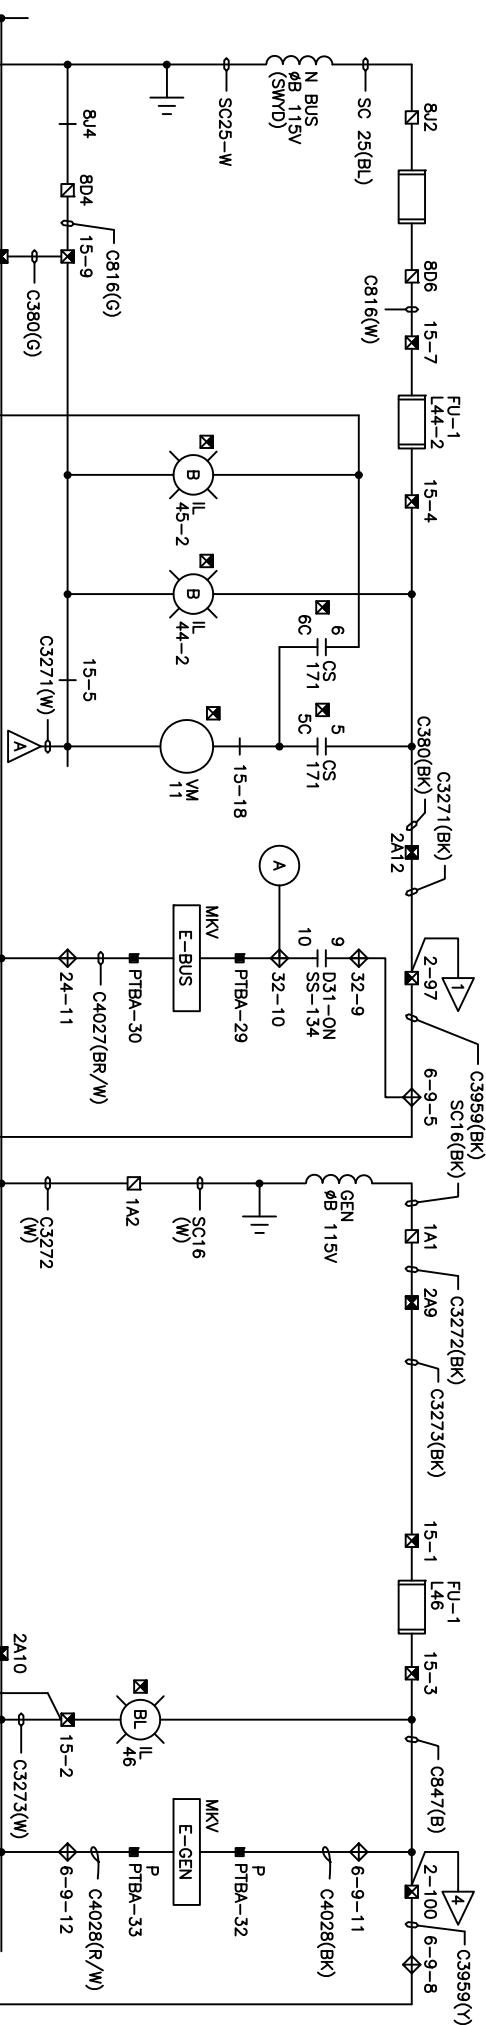 8J2
8D6
15-7
FU-1
L44-2
15-4
SC 25(BL)
N BUS
øB 115V
(SWYD)
SC25-W
C816(W)
8J4
8D4
C816(G)
15-9
C380(G)
B
IL
45-2
B
IL
44-2
6
6C
CS
171
5
5C
CS
171
15-18
VM
11
15-5
C3271(W)
A
C380(BK)
C3271(BK)
2A12
2-97
1
C3959(BK)
SC16(BK)
6-9-5
9
10
32-9
D31-ON
SS-134
32-10
A
PTBA-29
MKV
E-BUS
PTBA-30
C4027(BR/W)
24-11
GEN
øB 115V
SC16
(W)
1A2
C3272
(W)
1A1
C3272(BK)
2A9
C3273(BK)
15-1
FU-1
L46
15-3
C847(B)
2-100
4
6-9-8
C3959(Y)
BL
IL
46
15-2
2A10
C3273(W)
6-9-11
C4028(BK)
P
PTBA-32
MKV
E-GEN
P
PTBA-33
C4028(R/W)
6-9-12